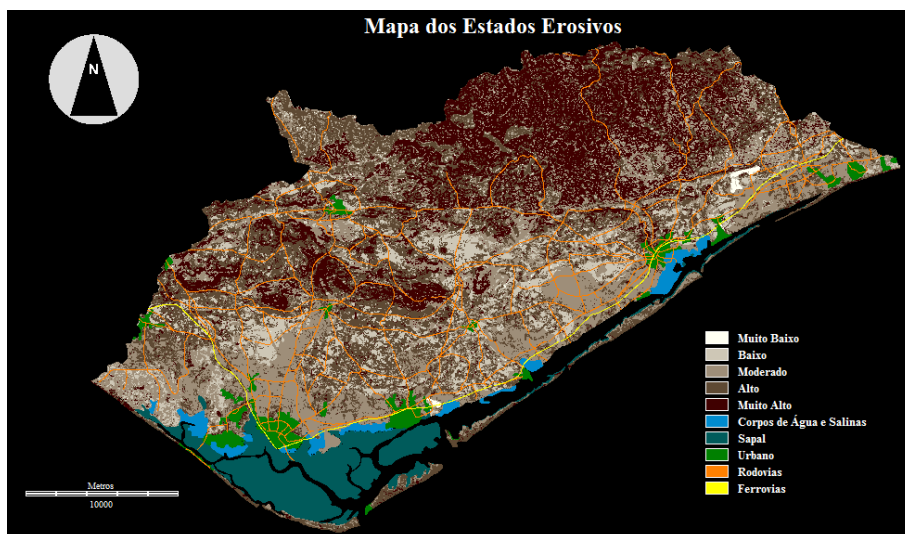 Mapa dos Estados Erosivos
N
Muito Baixo
Baixo
Moderado
Alto
Muito Alto
Corpos de Água e Salinas
Sapal
Urbano
Rodovias
Ferrovias
Metros
10000